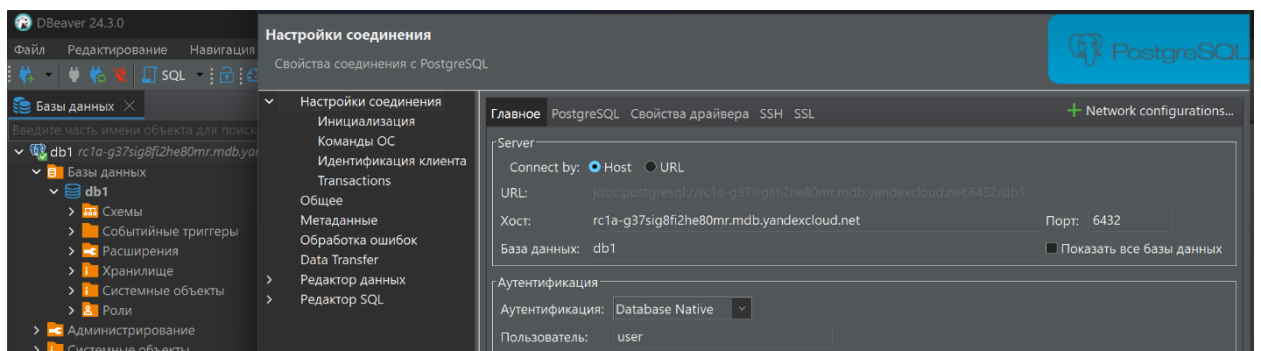 DBeaver 24.3.0
Файл Редактирование Навигация
SQL
Базы данных
Введите часть имени объекта для поиск
db1 rc1a-g37sig8fi2he80mr.mdb.yan
Базы данных
db1
Схемы
Событийные триггеры
Расширения
Хранилище
Системные объекты
Роли
Администрирование
Системные объекты
Настройки соединения
Свойства соединения с PostgreSQL
PostgreSQL
Настройки соединения
Инициализация
Команды ОС
Идентификация клиента
Transactions
Общее
Метаданные
Обработка ошибок
Data Transfer
Редактор данных
Редактор SQL
Главное PostgreSQL Свойства драйвера SSH SSL
Network configurations...
Server
Connect by: Host URL
URL: jdbc:postgresql://rc1a-g37sig8fi2he80mr.mdb.yandexcloud.net:6432/db1
Хост: rc1a-g37sig8fi2he80mr.mdb.yandexcloud.net Порт: 6432
База данных: db1 Показать все базы данных
Аутентификация
Аутентификация: Database Native
Пользователь: user